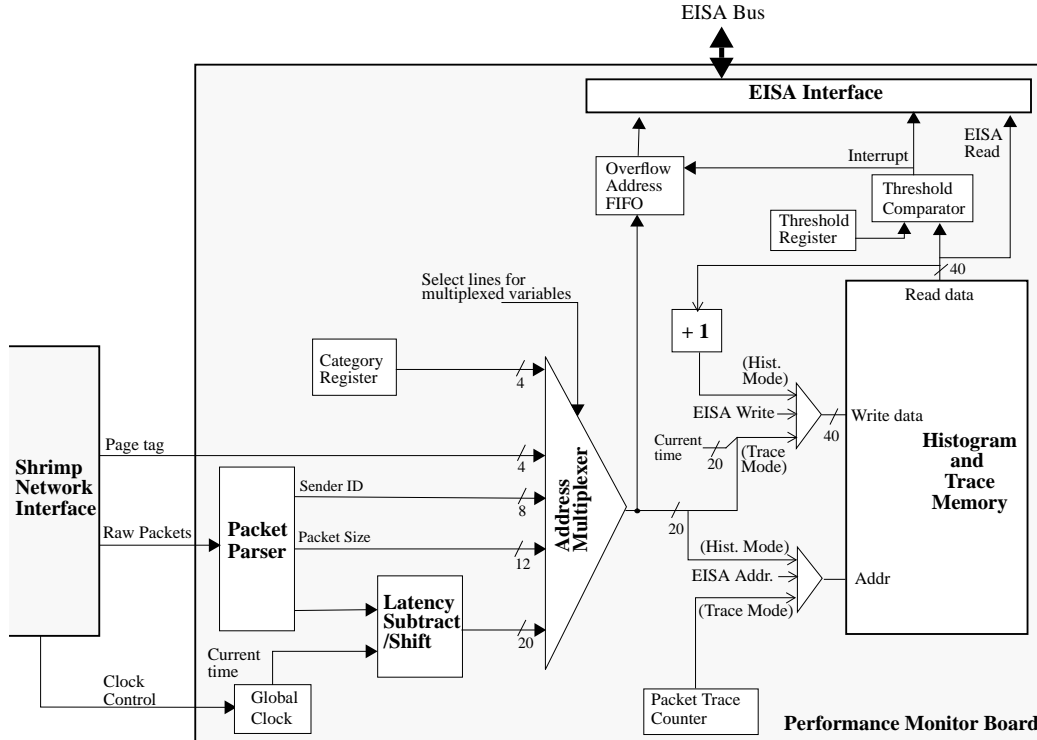 EISA Bus
EISA Interface
EISA
Read
Interrupt
Overflow
Address
FIFO
Threshold
Comparator
Threshold
Register
40
Read data
Select lines for
multiplexed variables
+ 1
Category
Register
4
(Hist.
Mode)
EISA Write
Write data
40
Current
time
20
(Trace
Mode)
Histogram
and
Trace
Memory
Page tag
4
Shrimp
Network
Interface
Sender ID
8
Address
Multiplexer
Raw Packets
Packet
Parser
Packet Size
12
20
(Hist. Mode)
EISA Addr.
Addr
(Trace Mode)
Latency
Subtract
/Shift
20
Current
time
Clock
Control
Global
Clock
Packet Trace
Counter
Performance Monitor Board